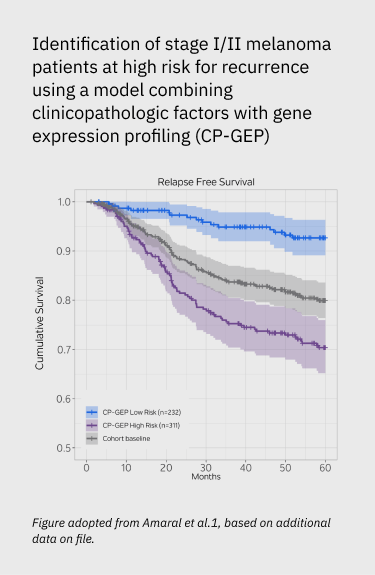 Identification of stage I/II melanoma
patients at high risk for recurrence
using a model combining
clinicopathologic factors with gene
expression profiling (CP-GEP)
Relapse Free Survival
1.0
0.9
0.8
0.7
0.6
0.5
Cumulative Survival
CP-GEP Low Risk (n=232)
CP-GEP High Risk (n=311)
Cohort baseline
0 10 20 30 40 50 60
Months
Figure adopted from Amaral et al.1, based on additional
data on file.